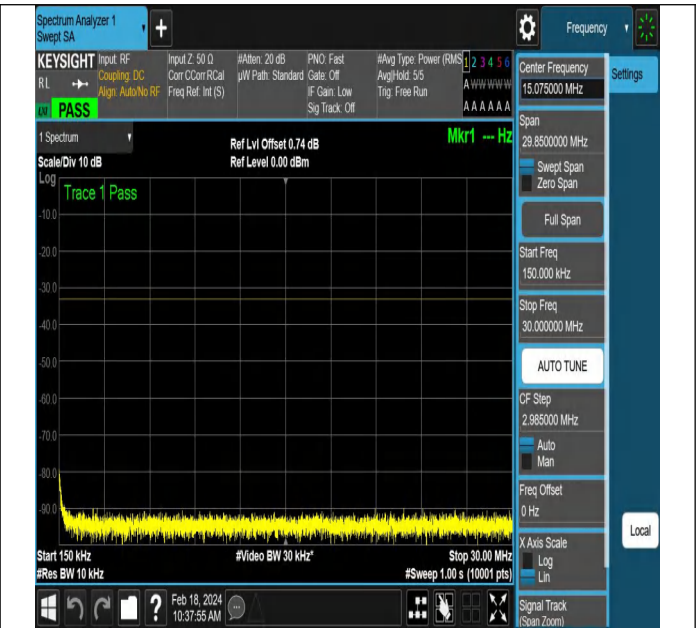 Spectrum Analyzer 1
Swept SA
+
Frequency
KEYSIGHT
Input: RF
Coupling: DC
Align: Auto/No RF
Input Z: 50 Ω
Corr CCorr RCal
Freq Ref: Int (S)
#Atten: 20 dB
µW Path: Standard
PNO: Fast
Gate: Off
IF Gain: Low
Sig Track: Off
#Avg Type: Power (RMS
Avg|Hold: 5/5
Trig: Free Run
1 2 3 4 5 6
A W W W W W
A A A A A A
RL
LXI
PASS
Center Frequency
15.075000 MHz
Settings
1 Spectrum
Ref Lvl Offset 0.74 dB
Mkr1 --- Hz
Scale/Div 10 dB
Ref Level 0.00 dBm
Log
Trace 1 Pass
-10.0
-20.0
-30.0
-40.0
-50.0
-60.0
-70.0
-80.0
-90.0
Start 150 kHz
#Video BW 30 kHz*
Stop 30.00 MHz
#Res BW 10 kHz
#Sweep 1.00 s (10001 pts)
Span
29.8500000 MHz
Swept Span
Zero Span
Full Span
Start Freq
150.000 kHz
Stop Freq
30.000000 MHz
AUTO TUNE
CF Step
2.985000 MHz
Auto
Man
Freq Offset
0 Hz
X Axis Scale
Log
Lin
Local
Signal Track
(Span Zoom)
?
Feb 18, 2024
10:37:55 AM